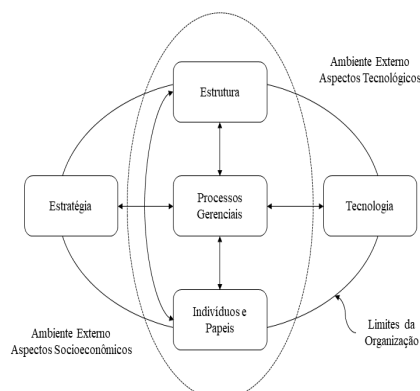 Ambiente Externo
Aspectos Tecnológicos
Estrutura
Estratégia
Processos
Gerenciais
Tecnologia
Indivíduos e
Papeis
Ambiente Externo
Aspectos Socioeconômicos
Limites da
Organização